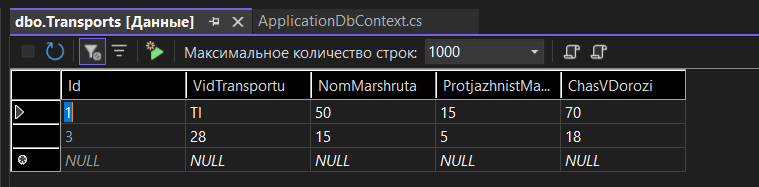 dbo.Transports [Данные] ApplicationDbContext.cs
Максимальное количество строк: 1000
Id VidTransportu NomMarshruta ProtjazhnistMa... ChasVDorozi
1 Tl 50 15 70
3 28 15 5 18
NULL NULL NULL NULL NULL